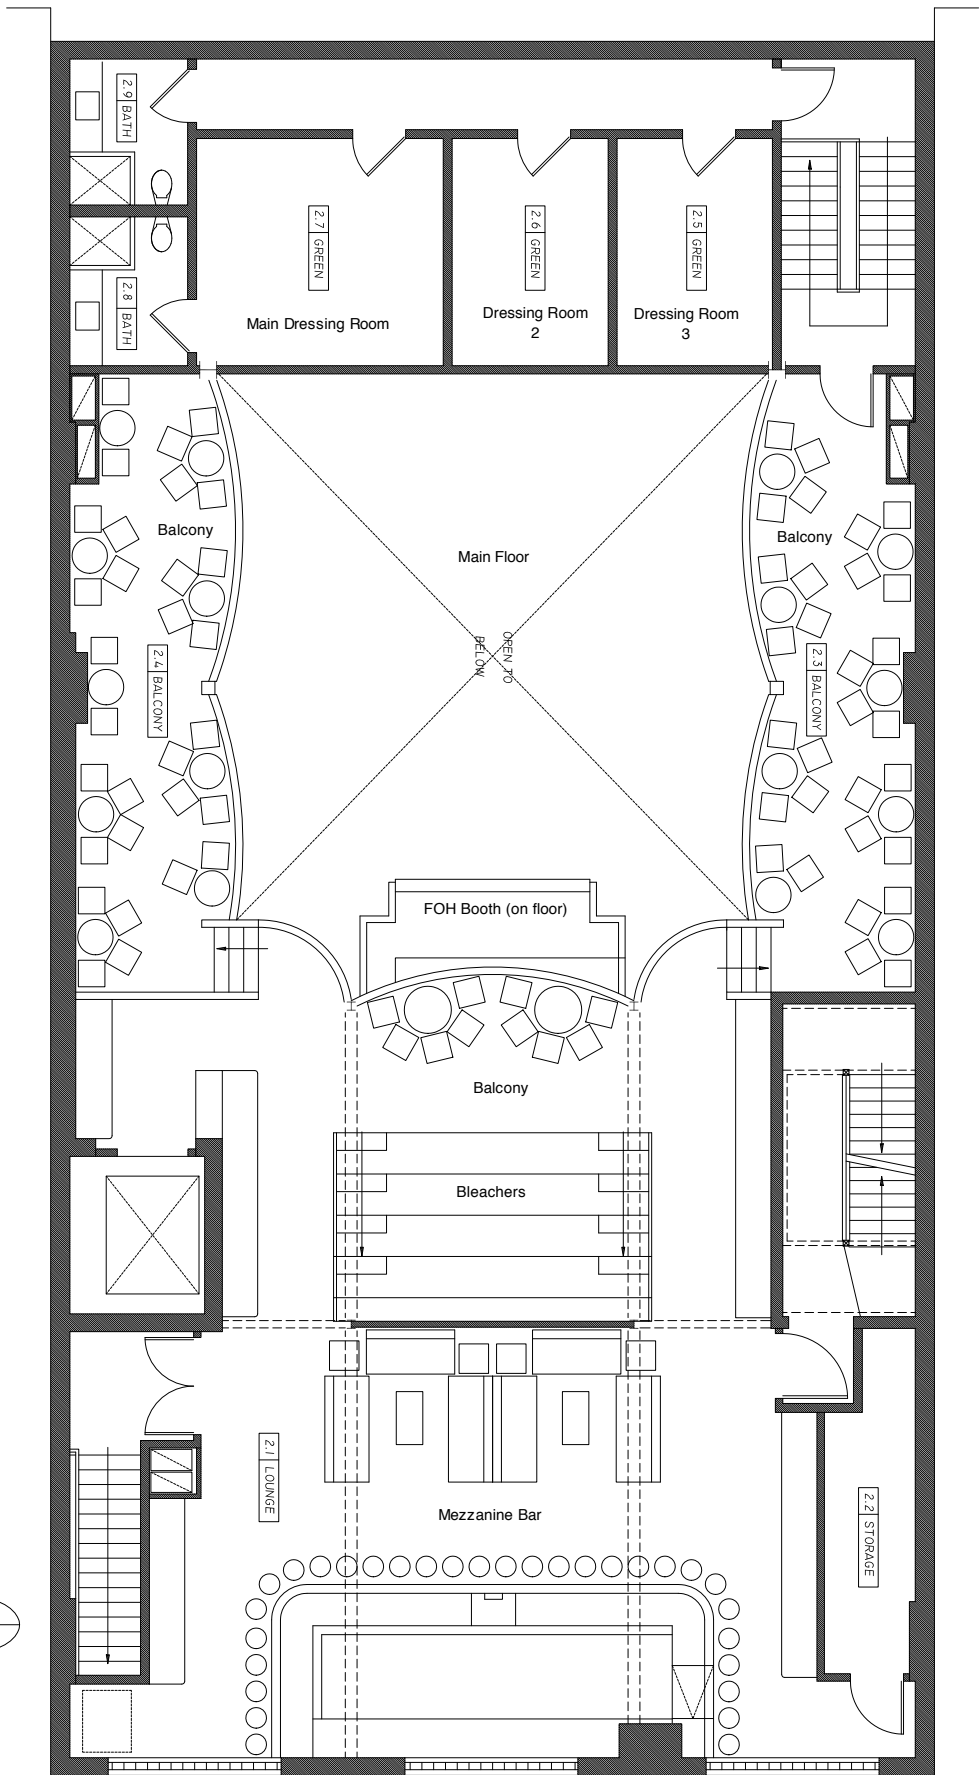 2.9 BATH
2.7 GREEN
2.6 GREEN
2.5 GREEN
2.8 BATH
Main Dressing Room
Dressing Room
2
Dressing Room
3
Balcony
Main Floor
Balcony
OPEN TO
BELOW
2.4 BALCONY
2.3 BALCONY
FOH Booth (on floor)
Balcony
Bleachers
2.1 LOUNGE
Mezzanine Bar
2.2 STORAGE